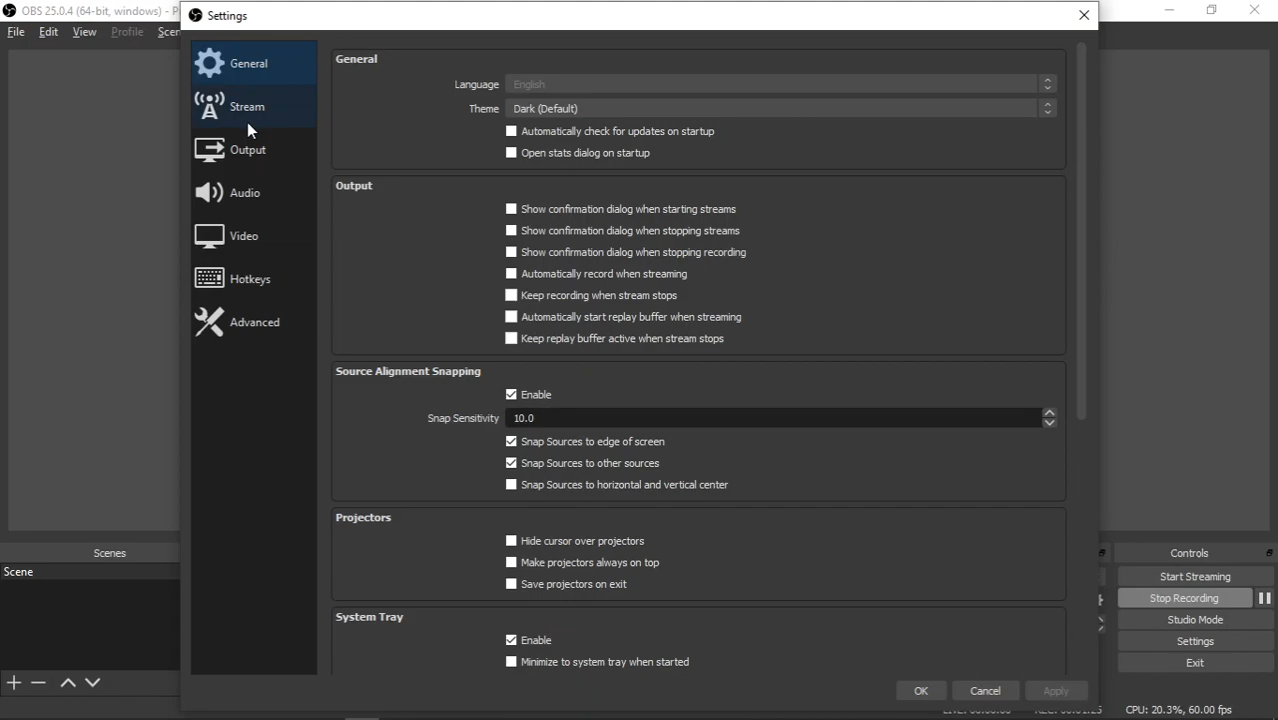 OBS 25.0.4 (64-bit, windows) - P
Settings
File Edit View Profile Scen
General
Stream
Output
Audio
Video
Hotkeys
Advanced
General
Language English
Theme Dark (Default)
Automatically check for updates on startup
Open stats dialog on startup
Output
Show confirmation dialog when starting streams
Show confirmation dialog when stopping streams
Show confirmation dialog when stopping recording
Automatically record when streaming
Keep recording when stream stops
Automatically start replay buffer when streaming
Keep replay buffer active when stream stops
Source Alignment Snapping
Enable
Snap Sensitivity 10.0
Snap Sources to edge of screen
Snap Sources to other sources
Snap Sources to horizontal and vertical center
Projectors
Hide cursor over projectors
Make projectors always on top
Save projectors on exit
System Tray
Enable
Minimize to system tray when started
OK Cancel Apply
Scenes
Scene
Controls
Start Streaming
Stop Recording
Studio Mode
Settings
Exit
CPU: 20.3%, 60.00 fps